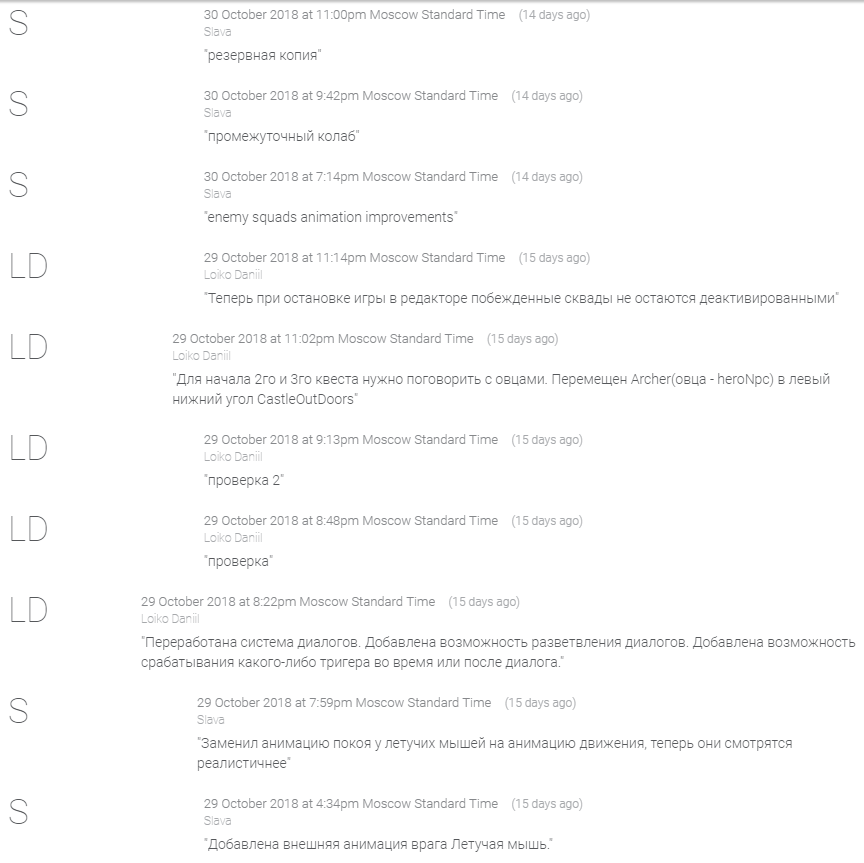 S
30 October 2018 at 11:00pm Moscow Standard Time (14 days ago)
Slava
"резервная копия"
S
30 October 2018 at 9:42pm Moscow Standard Time (14 days ago)
Slava
"промежуточный колаб"
S
30 October 2018 at 7:14pm Moscow Standard Time (14 days ago)
Slava
"enemy squads animation improvements"
LD
29 October 2018 at 11:14pm Moscow Standard Time (15 days ago)
Loiko Daniil
"Теперь при остановке игры в редакторе побежденные сквады не остаются деактивированными"
LD
29 October 2018 at 11:02pm Moscow Standard Time (15 days ago)
Loiko Daniil
"Для начала 2го и 3го квеста нужно поговорить с овцами. Перемещен Archer(овца - heroNpc) в левый
нижний угол CastleOutDoors"
LD
29 October 2018 at 9:13pm Moscow Standard Time (15 days ago)
Loiko Daniil
"проверка 2"
LD
29 October 2018 at 8:48pm Moscow Standard Time (15 days ago)
Loiko Daniil
"проверка"
LD
29 October 2018 at 8:22pm Moscow Standard Time (15 days ago)
Loiko Daniil
"Переработана система диалогов. Добавлена возможность разветвления диалогов. Добавлена возможность
срабатывания какого-либо тригера во время или после диалога."
S
29 October 2018 at 7:59pm Moscow Standard Time (15 days ago)
Slava
"Заменил анимацию покоя у летучих мышей на анимацию движения, теперь они смотрятся
реалистичнее"
S
29 October 2018 at 4:34pm Moscow Standard Time (15 days ago)
Slava
"Добавлена внешняя анимация врага Летучая мышь."